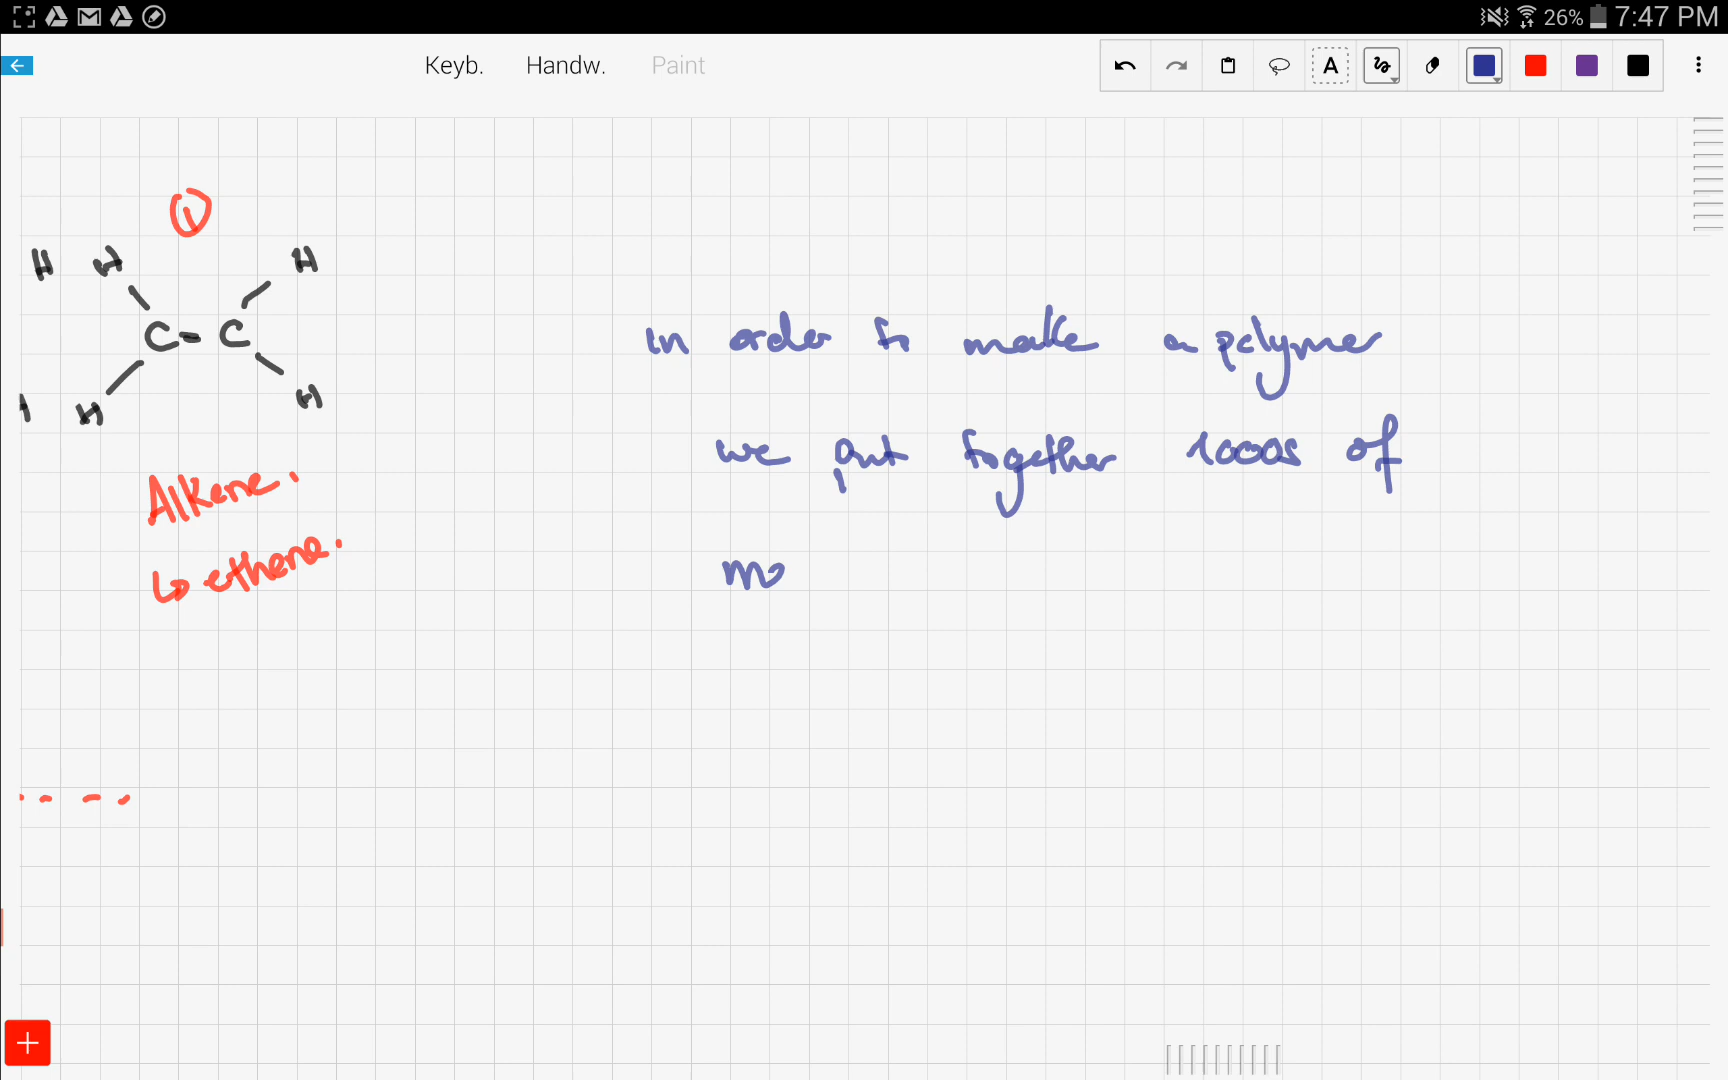 26% 7:47 PM
Keyb. Handw. Paint
A
1
H H H
C = C
H H
Alkene.
↳ ethene.
in order to make a polymer
we put together 1000s of
mo